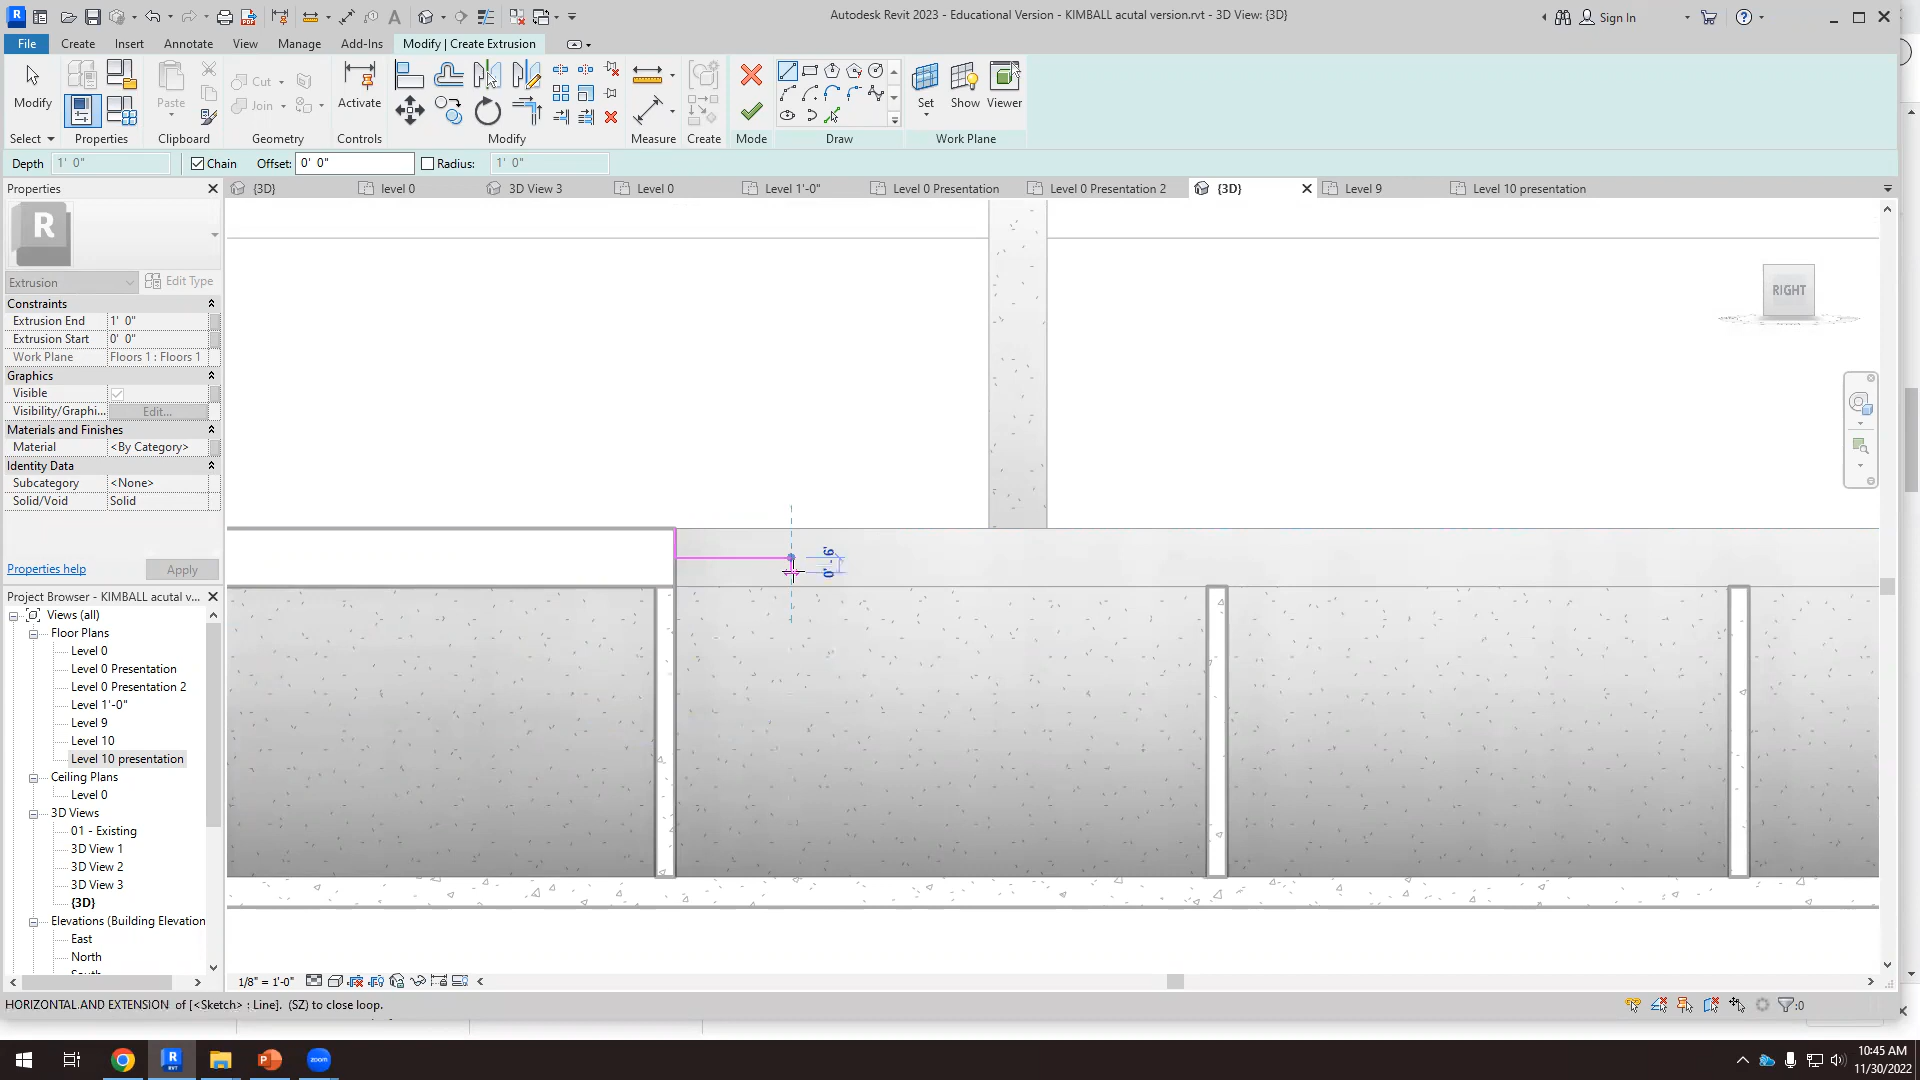 Autodesk Revit 2023 - Educational Version - KIMBALL acutal version.rvt - 3D View: {3D}
Sign In
File Create Insert Annotate View Manage Add-Ins Modify | Create Extrusion
Modify
Paste
Cut
Join
Activate
Set
Show
Viewer
Select Properties Clipboard Geometry Controls Modify Measure Create Mode Draw Work Plane
Depth 1' 0" Chain Offset: 0' 0" Radius: 1' 0"
Properties
{3D} level 0 3D View 3 Level 0 Level 1'-0" Level 0 Presentation Level 0 Presentation 2 {3D} Level 9 Level 10 presentation
R
Extrusion Edit Type
Constraints
Extrusion End 1' 0"
Extrusion Start 0' 0"
Work Plane Floors 1 : Floors 1
Graphics
Visible
Visibility/Graphi... Edit...
Materials and Finishes
Material <By Category>
Identity Data
Subcategory <None>
Solid/Void Solid
Properties help Apply
RIGHT
0' - 6"
Project Browser - KIMBALL acutal v...
Views (all)
Floor Plans
Level 0
Level 0 Presentation
Level 0 Presentation 2
Level 1'-0"
Level 9
Level 10
Level 10 presentation
Ceiling Plans
Level 0
3D Views
01 - Existing
3D View 1
3D View 2
3D View 3
{3D}
Elevations (Building Elevation
East
North
1/8" = 1'-0"
HORIZONTAL.AND EXTENSION of [<Sketch> : Line]. (SZ) to close loop.
:0
R
RVT
P
zoom
10:45 AM
11/30/2022